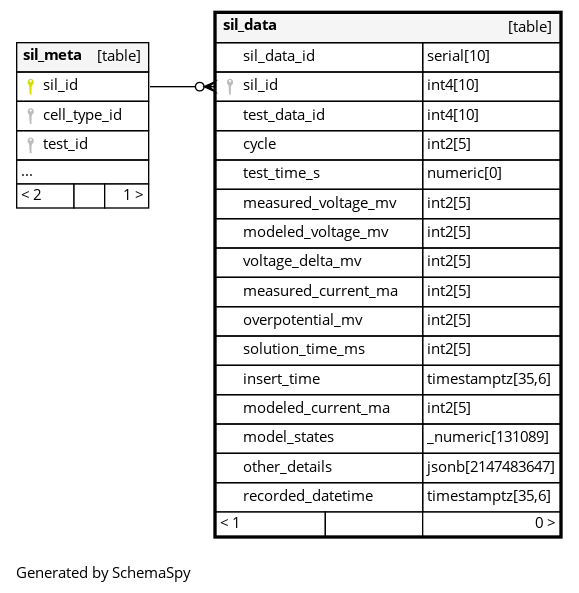 sil_meta [table]
sil_id
cell_type_id
test_id
...
< 2 1 >
sil_data [table]
sil_data_id serial[10]
sil_id int4[10]
test_data_id int4[10]
cycle int2[5]
test_time_s numeric[0]
measured_voltage_mv int2[5]
modeled_voltage_mv int2[5]
voltage_delta_mv int2[5]
measured_current_ma int2[5]
overpotential_mv int2[5]
solution_time_ms int2[5]
insert_time timestamptz[35,6]
modeled_current_ma int2[5]
model_states _numeric[131089]
other_details jsonb[2147483647]
recorded_datetime timestamptz[35,6]
< 1 0 >
Generated by SchemaSpy